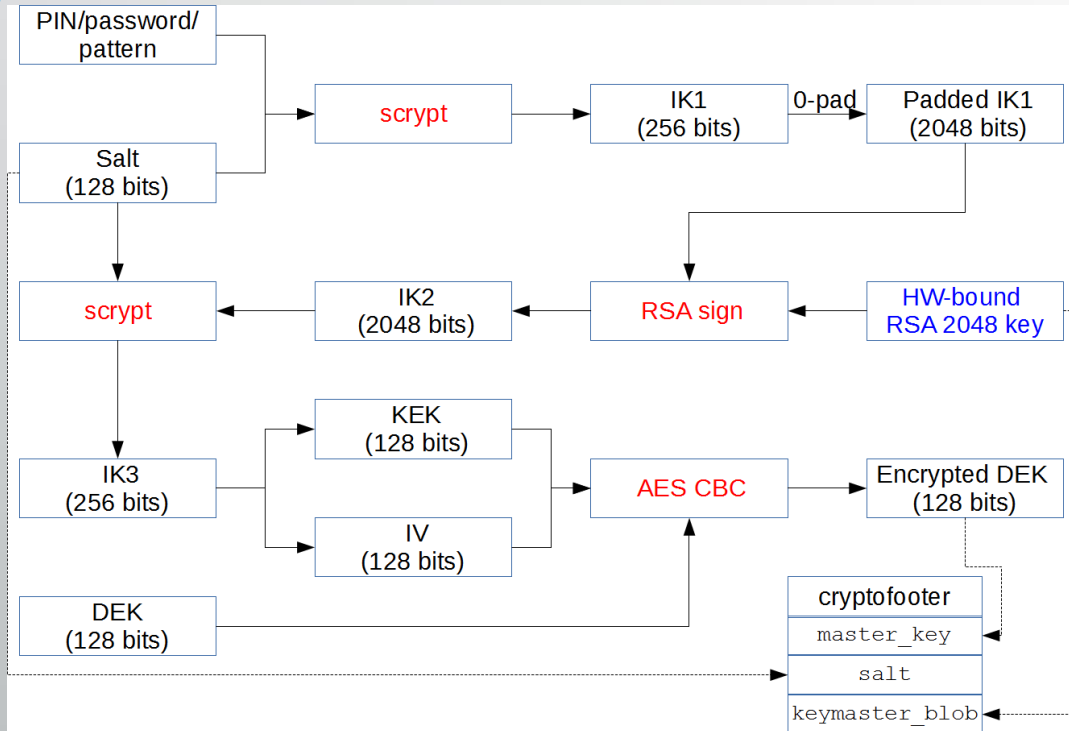 PIN/password/
pattern
scrypt
IK1
(256 bits)
0-pad
Padded IK1
(2048 bits)
Salt
(128 bits)
scrypt
IK2
(2048 bits)
RSA sign
HW-bound
RSA 2048 key
KEK
(128 bits)
IK3
(256 bits)
AES CBC
Encrypted DEK
(128 bits)
IV
(128 bits)
DEK
(128 bits)
cryptofooter
master_key
salt
keymaster_blob